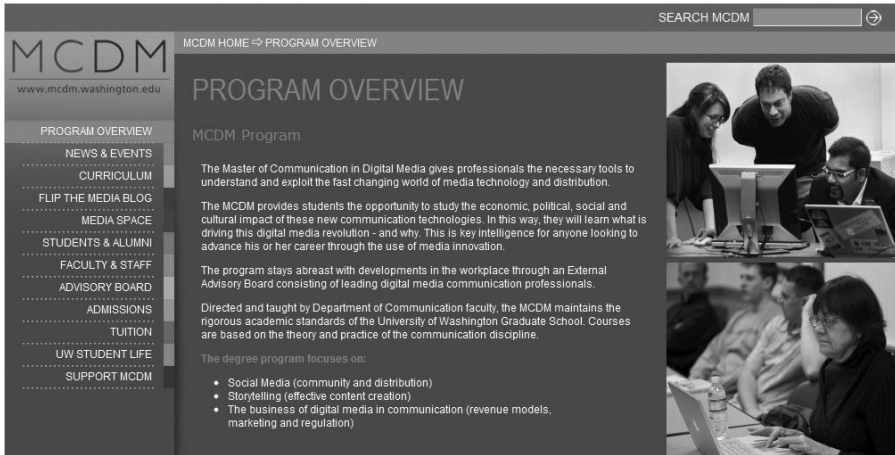 SEARCH MCDM
MCDM
www.mcdm.washington.edu
MCDM HOME ⇨ PROGRAM OVERVIEW
PROGRAM OVERVIEW
NEWS & EVENTS
CURRICULUM
FLIP THE MEDIA BLOG
MEDIA SPACE
STUDENTS & ALUMNI
FACULTY & STAFF
ADVISORY BOARD
ADMISSIONS
TUITION
UW STUDENT LIFE
SUPPORT MCDM
PROGRAM OVERVIEW
MCDM Program
The Master of Communication in Digital Media gives professionals the necessary tools to
understand and exploit the fast changing world of media technology and distribution.
The MCDM provides students the opportunity to study the economic, political, social and
cultural impact of these new communication technologies. In this way, they will learn what is
driving this digital media revolution - and why. This is key intelligence for anyone looking to
advance his or her career through the use of media innovation.
The program stays abreast with developments in the workplace through an External
Advisory Board consisting of leading digital media communication professionals.
Directed and taught by Department of Communication faculty, the MCDM maintains the
rigorous academic standards of the University of Washington Graduate School. Courses
are based on the theory and practice of the communication discipline.
The degree program focuses on:
• Social Media (community and distribution)
• Storytelling (effective content creation)
• The business of digital media in communication (revenue models,
marketing and regulation)